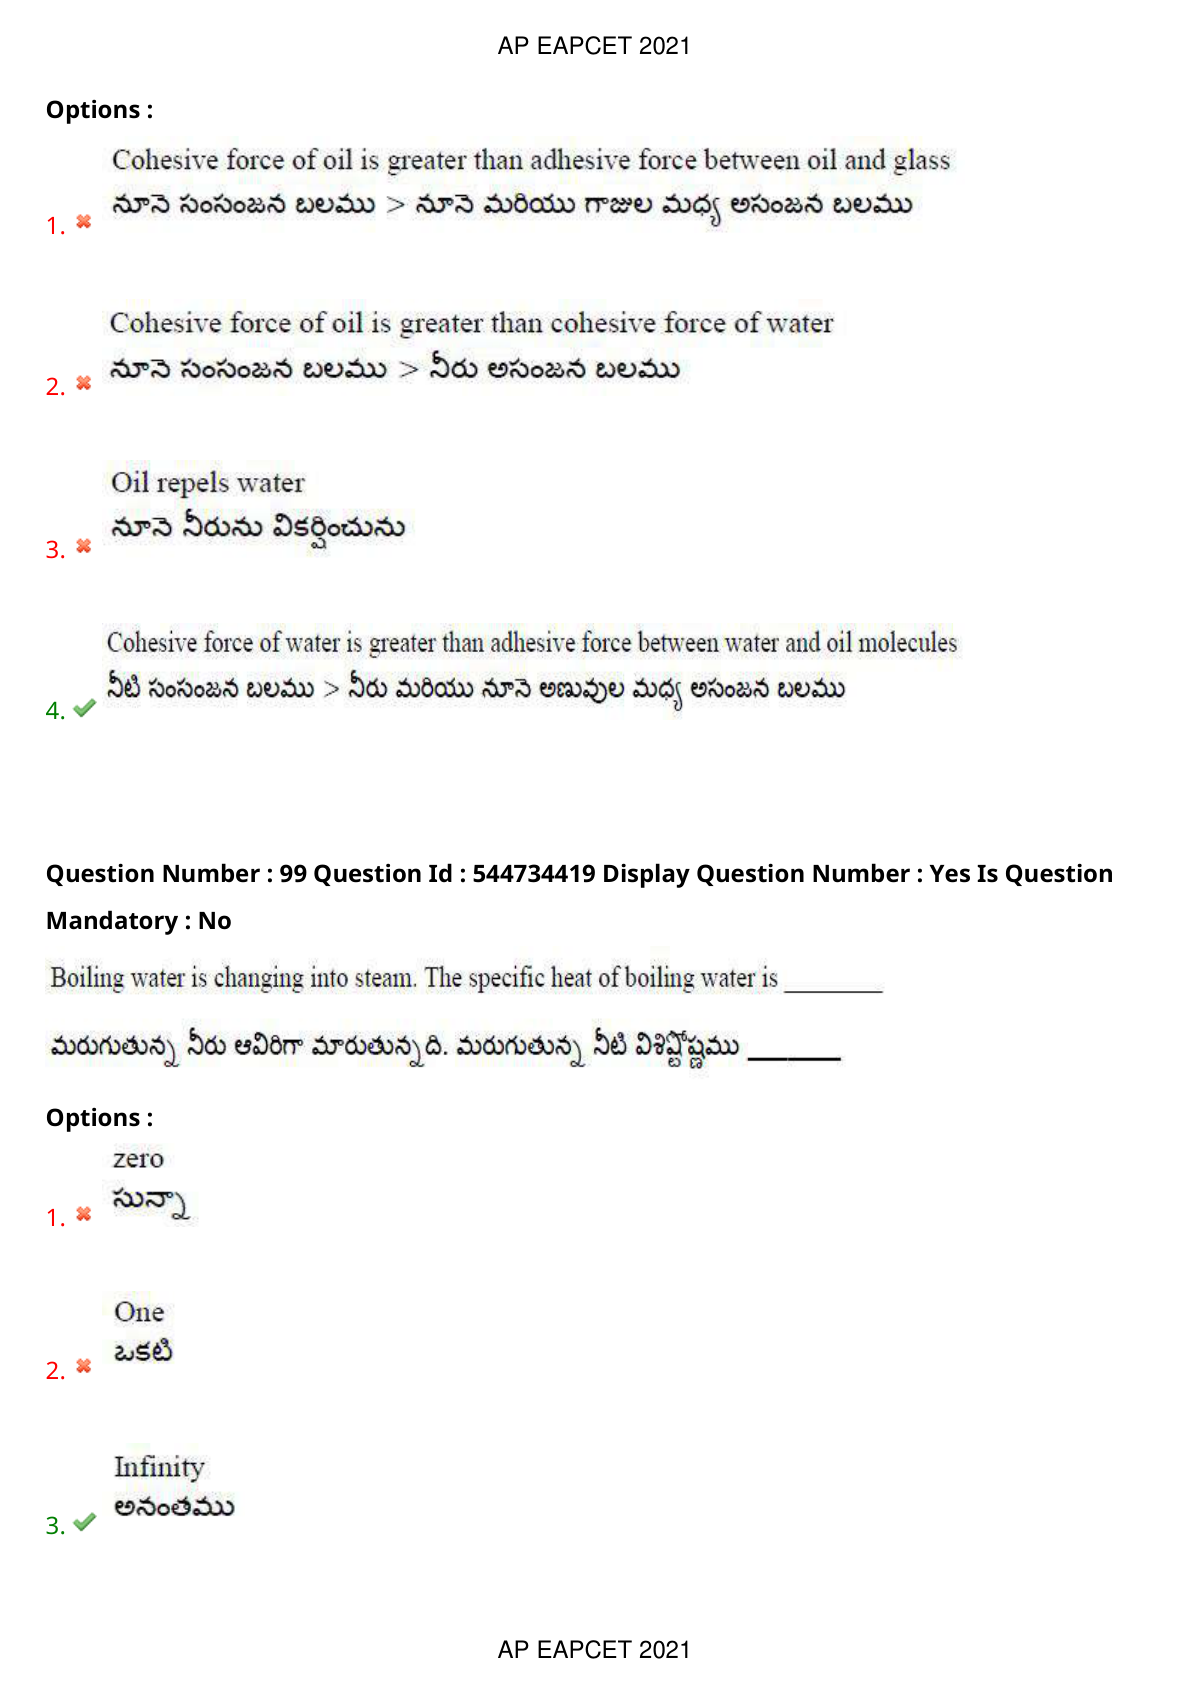 AP EAPCET 2021
Options :
Cohesive force of oil is greater than adhesive force between oil and glass
నూనె సంసంజన బలము > నూనె మరియు గాజుల మధ్య అసంజన బలము
1.
Cohesive force of oil is greater than cohesive force of water
నూనె సంసంజన బలము > నీరు అసంజన బలము
2.
Oil repels water
నూనె నీరును వికర్షించును
3.
Cohesive force of water is greater than adhesive force between water and oil molecules
నీటి సంసంజన బలము > నీరు మరియు నూనె అణువుల మధ్య అసంజన బలము
4.
Question Number : 99 Question Id : 544734419 Display Question Number : Yes Is Question
Mandatory : No
Boiling water is changing into steam. The specific heat of boiling water is ________
మరుగుతున్న నీరు ఆవిరిగా మారుతున్నది. మరుగుతున్న నీటి విశిష్టోష్ణము ________
Options :
zero
సున్నా
1.
One
ఒకటి
2.
Infinity
అనంతము
3.
AP EAPCET 2021